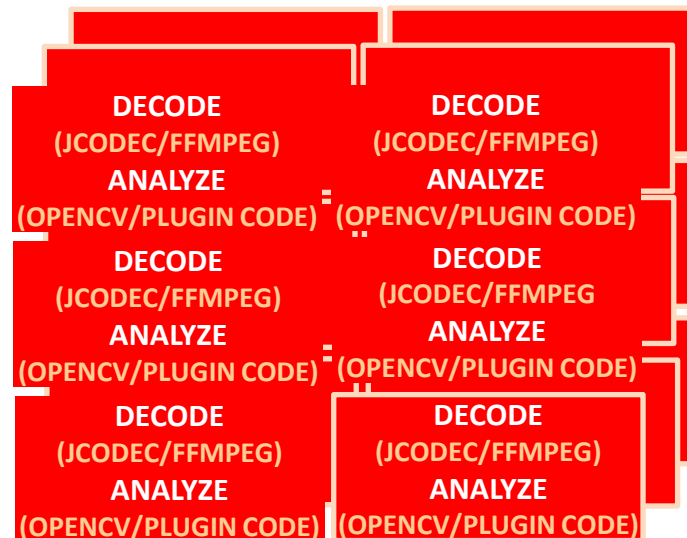 DECODE
(JCODEC/FFMPEG)
ANALYZE
(OPENCV/PLUGIN CODE)
DECODE
(JCODEC/FFMPEG)
ANALYZE
(OPENCV/PLUGIN CODE)
DECODE
(JCODEC/FFMPEG)
ANALYZE
(OPENCV/PLUGIN CODE)
DECODE
(JCODEC/FFMPEG
ANALYZE
(OPENCV/PLUGIN CODE)
DECODE
(JCODEC/FFMPEG)
ANALYZE
(OPENCV/PLUGIN CODE)
DECODE
(JCODEC/FFMPEG)
ANALYZE
(OPENCV/PLUGIN CODE)